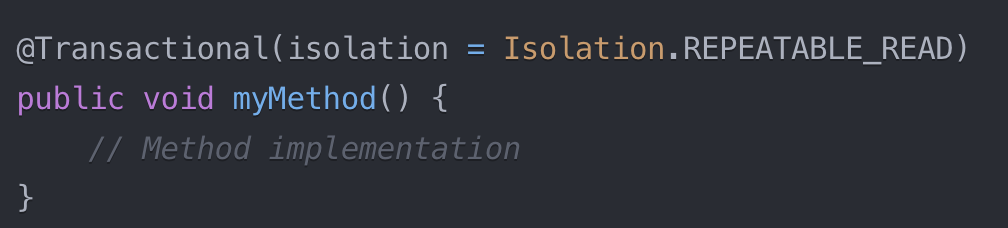 @Transactional(isolation = Isolation.REPEATABLE_READ)
public void myMethod() {
    // Method implementation
}